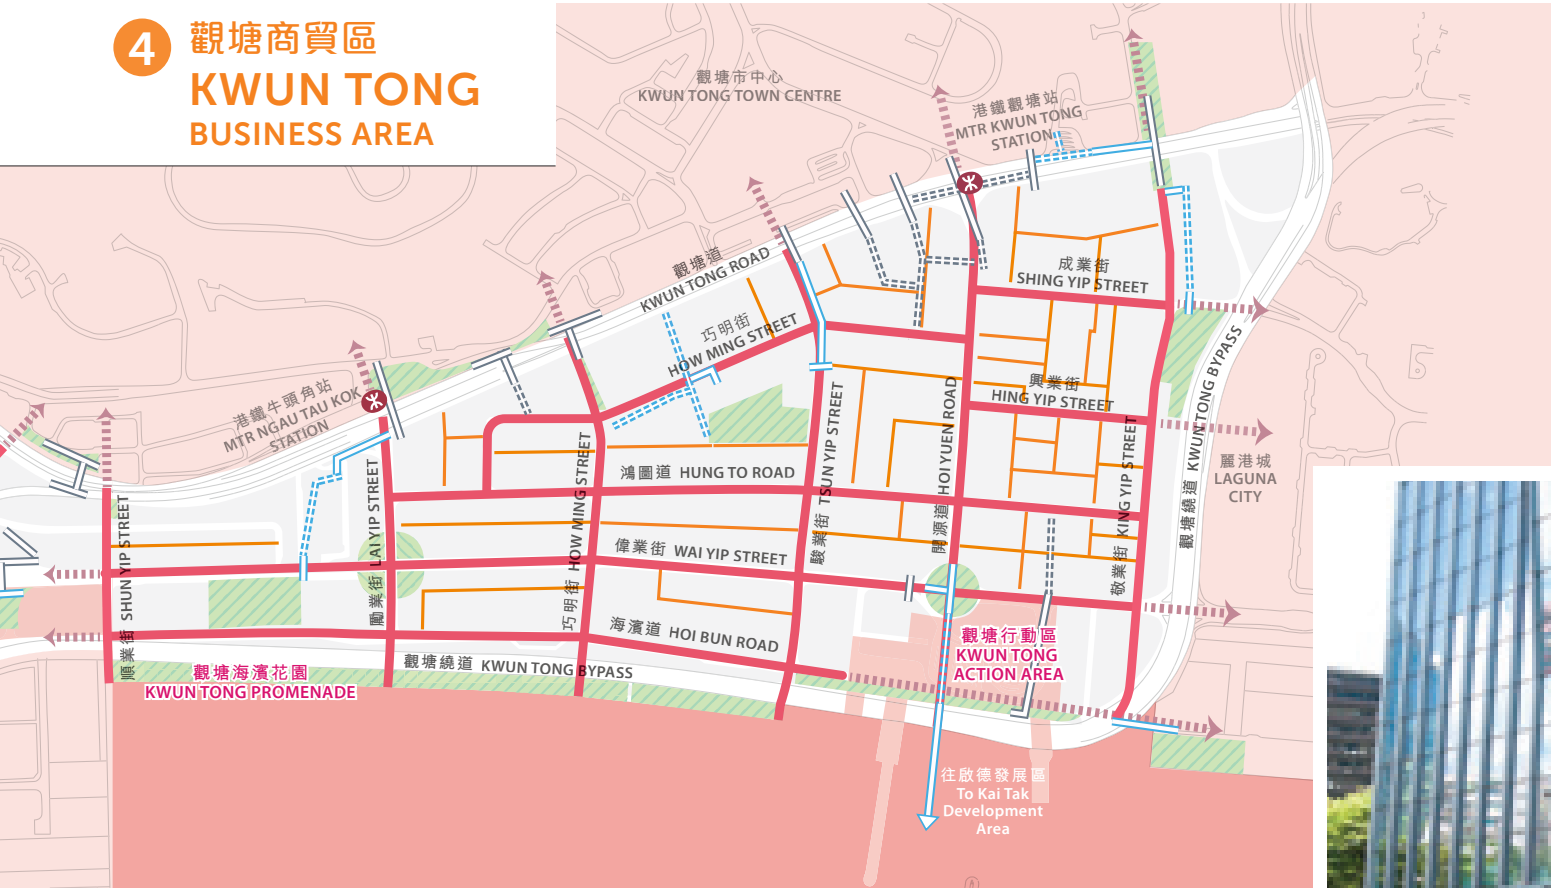 4
觀塘商貿區
KWUN TONG
BUSINESS AREA
觀塘市中心
KWUN TONG TOWN CENTRE
港鐵觀塘站
MTR KWUN TONG
STATION
觀塘道
KWUN TONG ROAD
巧明街
HOW MING STREET
成業街
SHING YIP STREET
港鐵牛頭角站
MTR NGAU TAU KOK
STATION
興業街
HING YIP STREET
觀塘繞道 KWUN TONG BYPASS
麗港城
LAGUNA
CITY
順業街 SHUN YIP STREET
勵業街 LAI YIP STREET
巧明街 HOW MING STREET
鴻圖道 HUNG TO ROAD
駿業街 TSUN YIP STREET
開源道 HOI YUEN ROAD
敬業街 KING YIP STREET
偉業街 WAI YIP STREET
海濱道 HOI BUN ROAD
觀塘繞道 KWUN TONG BYPASS
觀塘海濱花園
KWUN TONG PROMENADE
觀塘行動區
KWUN TONG
ACTION AREA
往啟德發展區
To Kai Tak
Development
Area